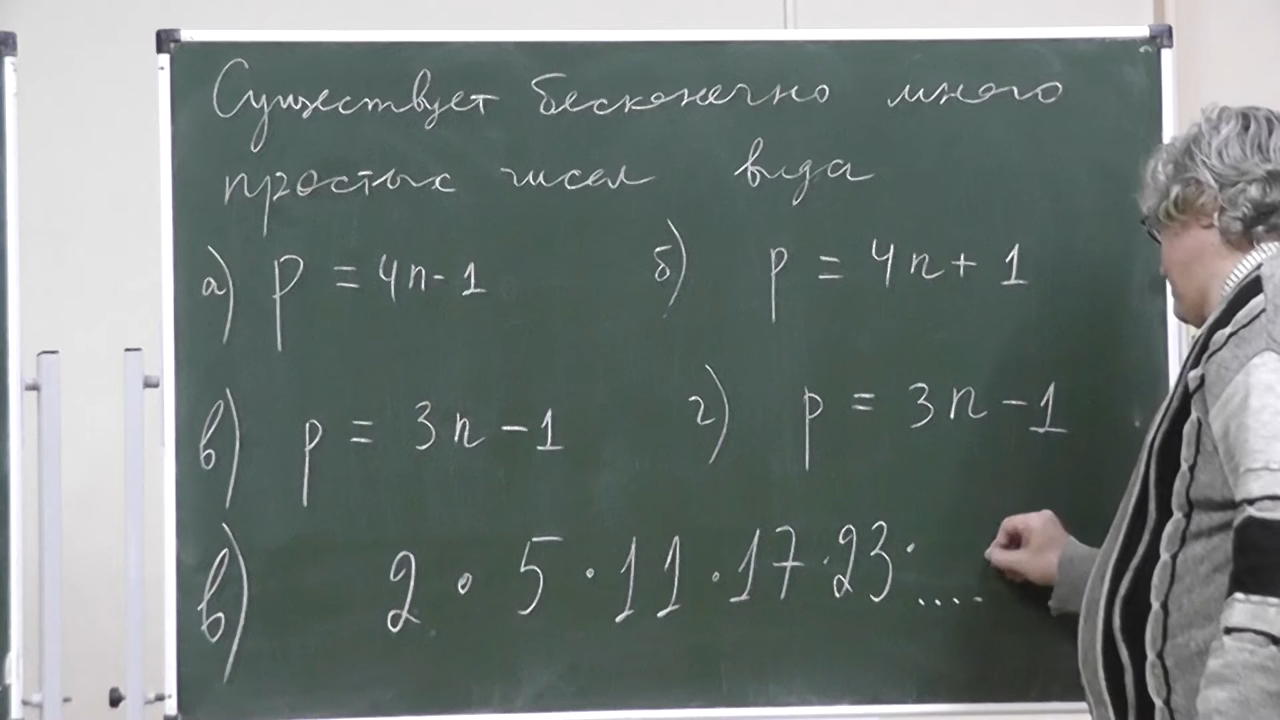 Существует бесконечно много
простых чисел вида
а) p = 4n-1 б) p = 4n+1
в) p = 3n-1 г) p = 3n-1
в) 2 · 5 · 11 · 17 · 23 · ....